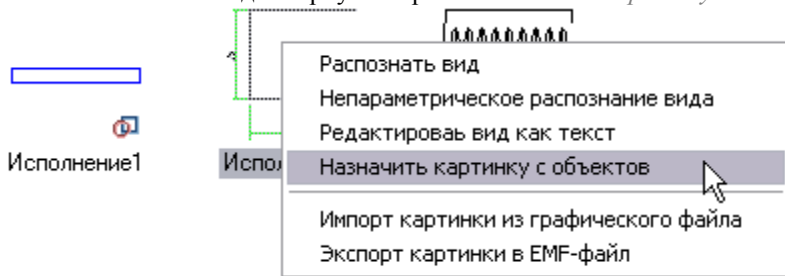 Распознать вид
Непараметрическое распознание вида
Редактироваь вид как текст
Исполнение1
Назначить картинку с объектов
Импорт картинки из графического файла
Экспорт картинки в EMF-файл